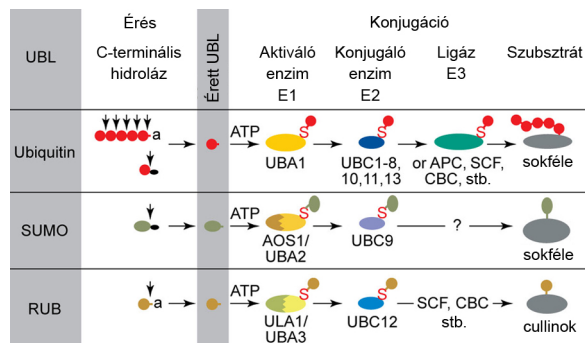 Érés
Konjugáció
UBL
C-terminális
hidroláz
Érett UBL
Aktiváló
enzim
E1
Konjugáló
enzim
E2
Ligáz
E3
Szubsztrát
Ubiquitin
a
ATP
S
UBA1
S
UBC1-8,
10,11,13
S
or APC, SCF,
CBC, stb.
sokféle
SUMO
ATP
S
AOS1/
UBA2
S
UBC9
?
sokféle
RUB
a
ATP
S
ULA1/
UBA3
S
UBC12
SCF, CBC
stb.
cullinok